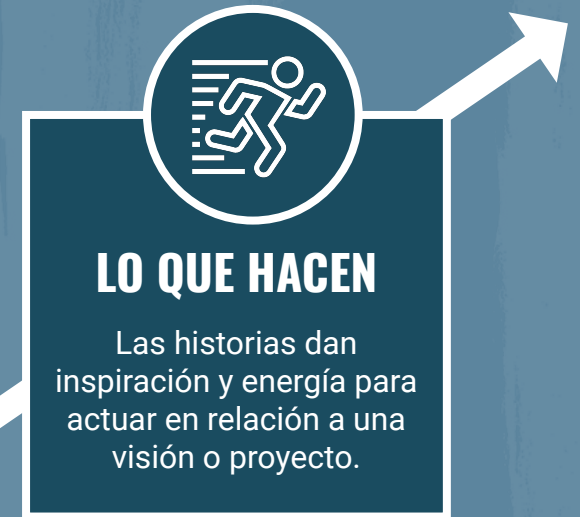 LO QUE HACEN
Las historias dan
inspiración y energía para
actuar en relación a una
visión o proyecto.